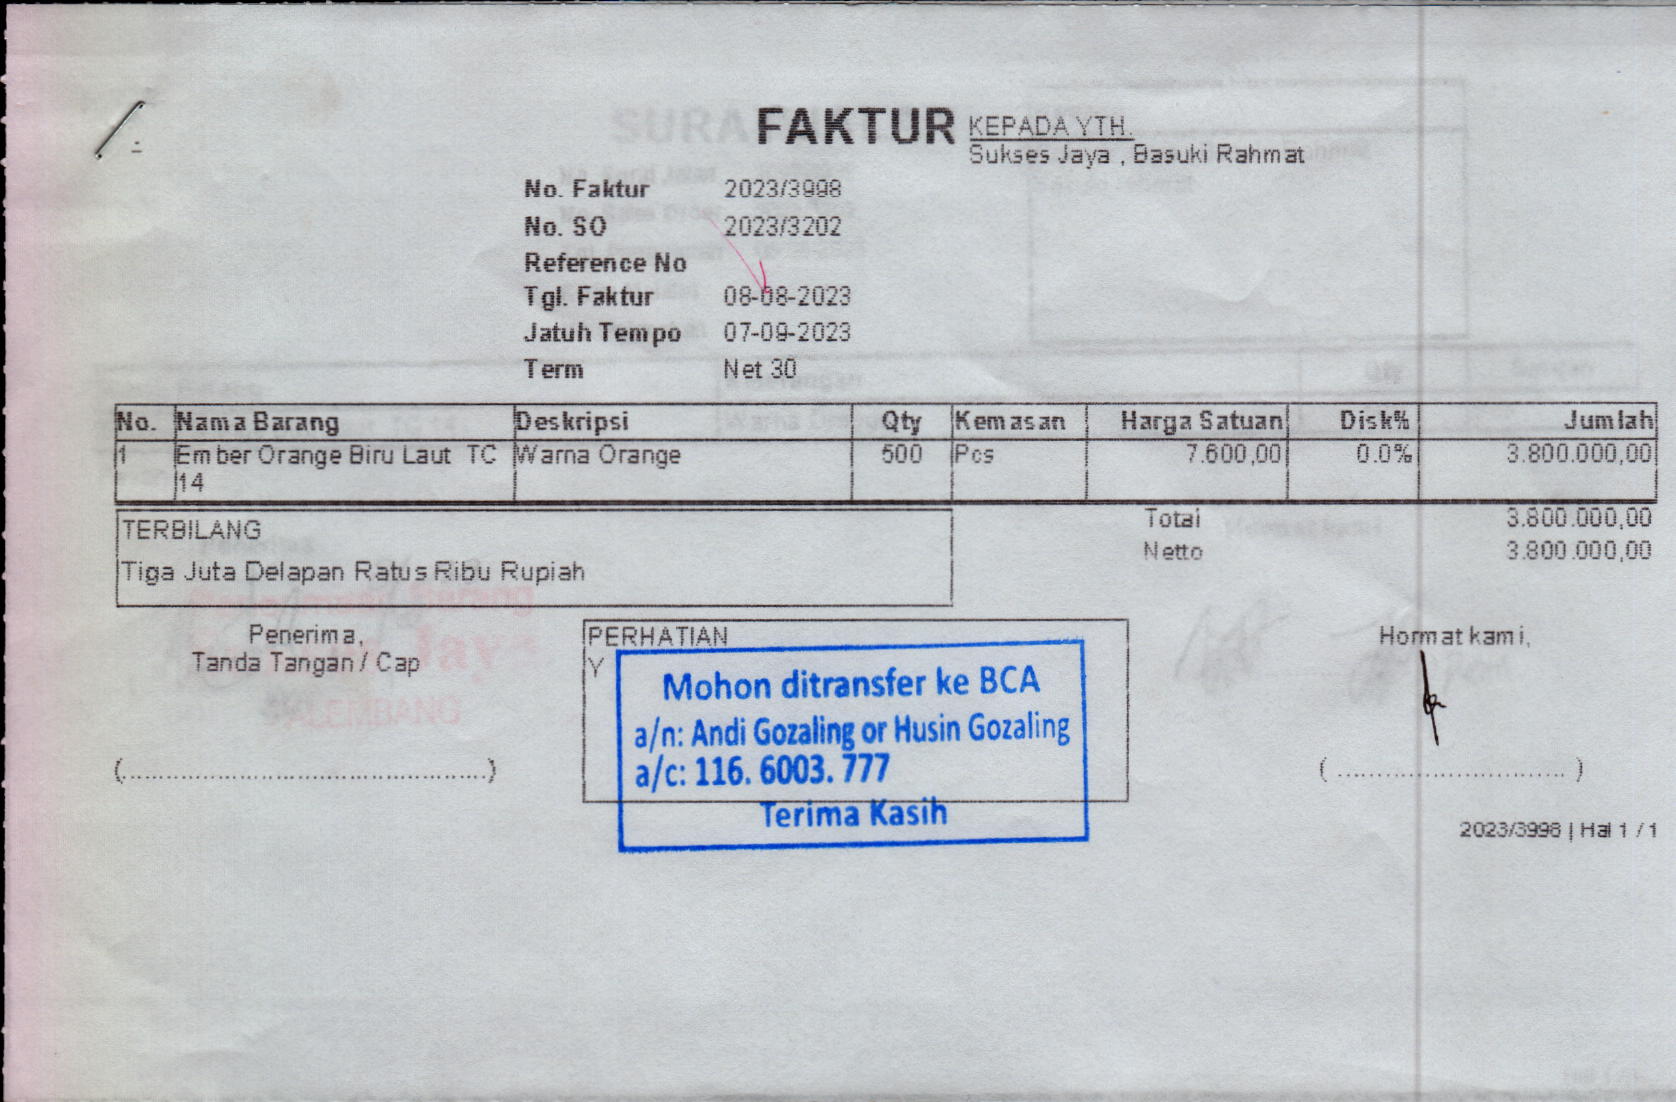 FAKTUR
KEPADA YTH.
Sukses Jaya , Basuki Rahmat
No. Faktur 2023/3998
No. SO 2023/3202
Reference No
Tgl. Faktur 08-08-2023
Jatuh Tempo 07-09-2023
Term Net 30
No. Nama Barang Deskripsi Qty Kemasan Harga Satuan Disk% Jumlah
1 Ember Orange Biru Laut TC 14 Warna Orange 500 Pcs 7.600,00 0.0% 3.800.000,00
Total 3.800.000,00
Netto 3.800.000,00
TERBILANG
Tiga Juta Delapan Ratus Ribu Rupiah
Penerima,
Tanda Tangan / Cap
(................................................)
PERHATIAN
Y
Mohon ditransfer ke BCA
a/n: Andi Gozaling or Husin Gozaling
a/c: 116. 6003. 777
Terima Kasih
Hormat kami,
( .............................. )
2023/3998 | Hal 1 / 1